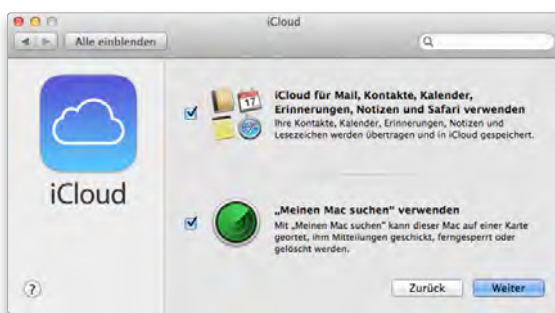 iCloud
Alle einblenden
iCloud
iCloud für Mail, Kontakte, Kalender,
Erinnerungen, Notizen und Safari verwenden
Ihre Kontakte, Kalender, Erinnerungen, Notizen und
Lesezeichen werden übertragen und in iCloud gespeichert.
17
„Meinen Mac suchen“ verwenden
Mit „Meinen Mac suchen“ kann dieser Mac auf einer Karte
geortet, ihm Mitteilungen geschickt, ferngesperrt oder
gelöscht werden.
?
Zurück
Weiter